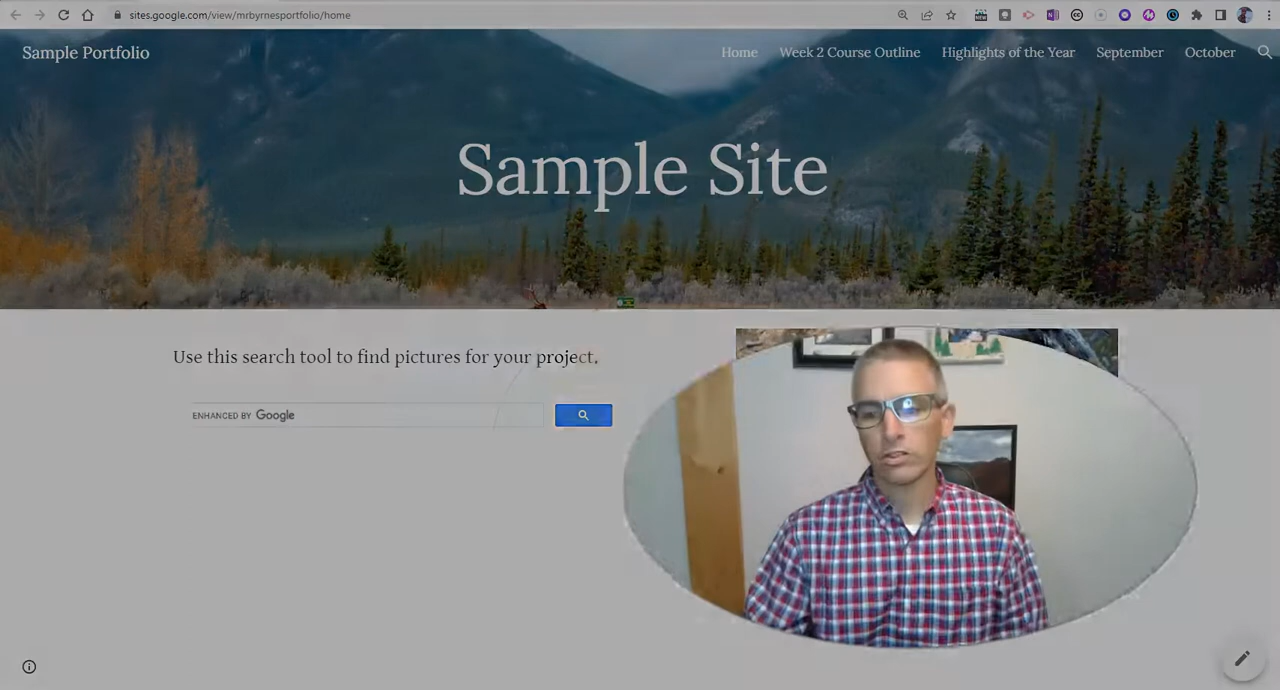 sites.google.com/view/mrbyrnesportfolio/home
Sample Portfolio
Home Week 2 Course Outline Highlights of the Year September October
Sample Site
Use this search tool to find pictures for your project.
ENHANCED BY Google